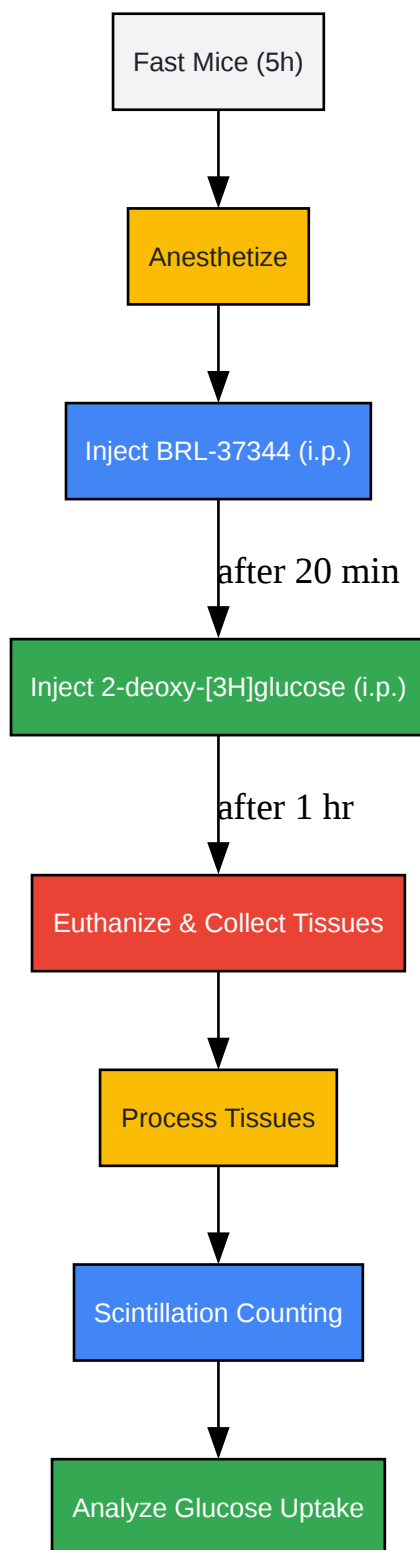 Fast Mice (5h)
Anesthetize
Inject BRL-37344 (i.p.)
after 20 min
Inject 2-deoxy-[3H]glucose (i.p.)
after 1 hr
Euthanize & Collect Tissues
Process Tissues
Scintillation Counting
Analyze Glucose Uptake